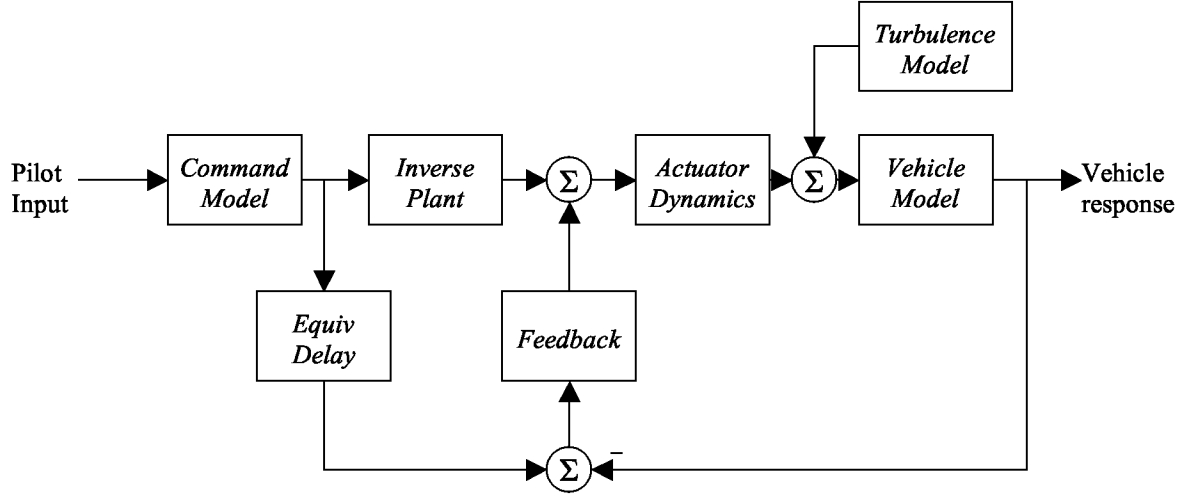 Turbulence
Model
Pilot
Input
Command
Model
Inverse
Plant
Σ
Actuator
Dynamics
Σ
Vehicle
Model
Vehicle
response
Equiv
Delay
Feedback
Σ
−